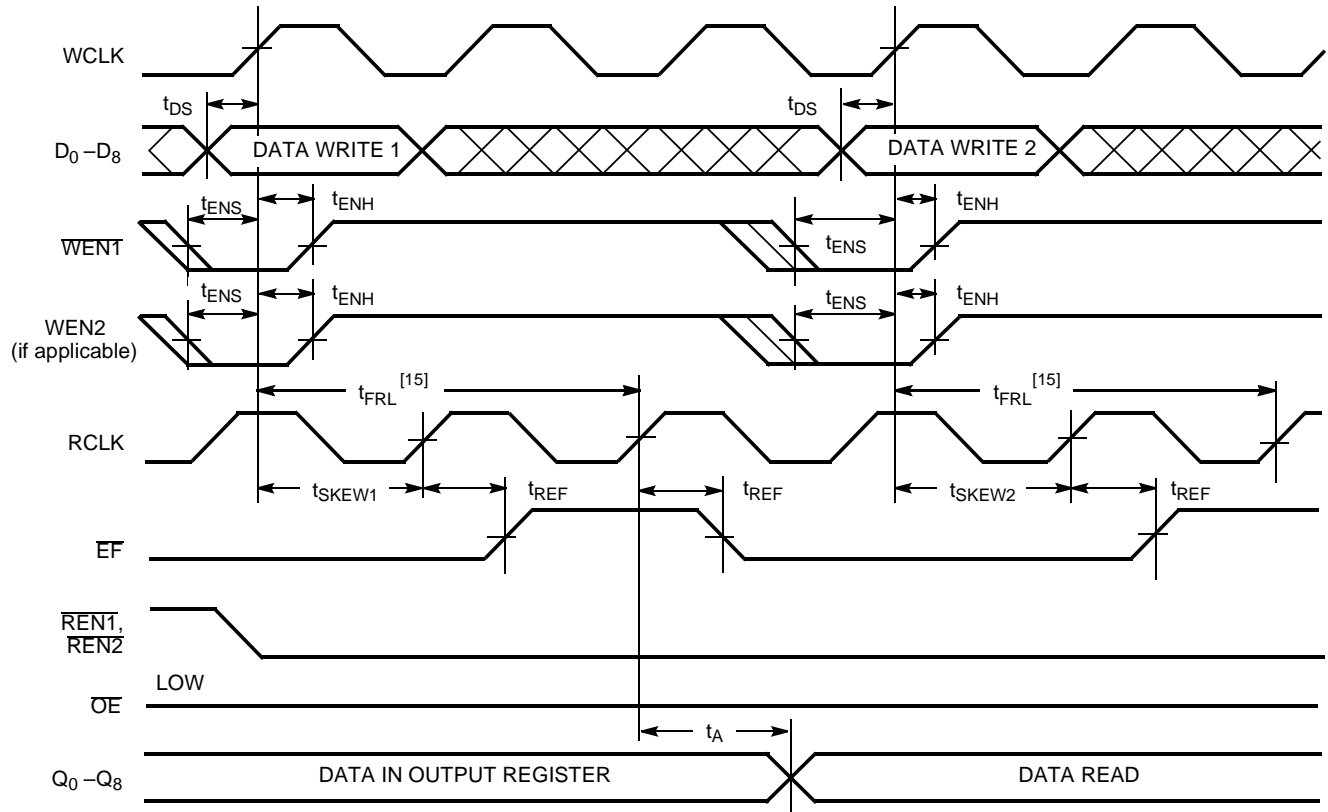 WCLK
tDS tDS
D0 –D8 DATA WRITE 1 DATA WRITE 2
tENS tENH tENS tENH
WEN1
tENS tENH tENS tENH
WEN2
(if applicable)
tFRL [15] tFRL [15]
RCLK
tSKEW1 tREF tREF tSKEW2 tREF
EF
REN1,
REN2
LOW
OE
tA
Q0 –Q8 DATA IN OUTPUT REGISTER DATA READ